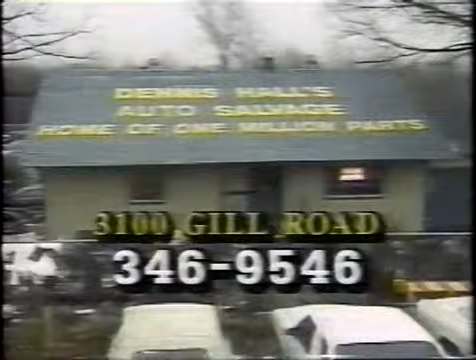 DENNIS HALL'S
AUTO SALVAGE
HOME OF ONE MILLION PARTS
3100 GILL ROAD
346-9546